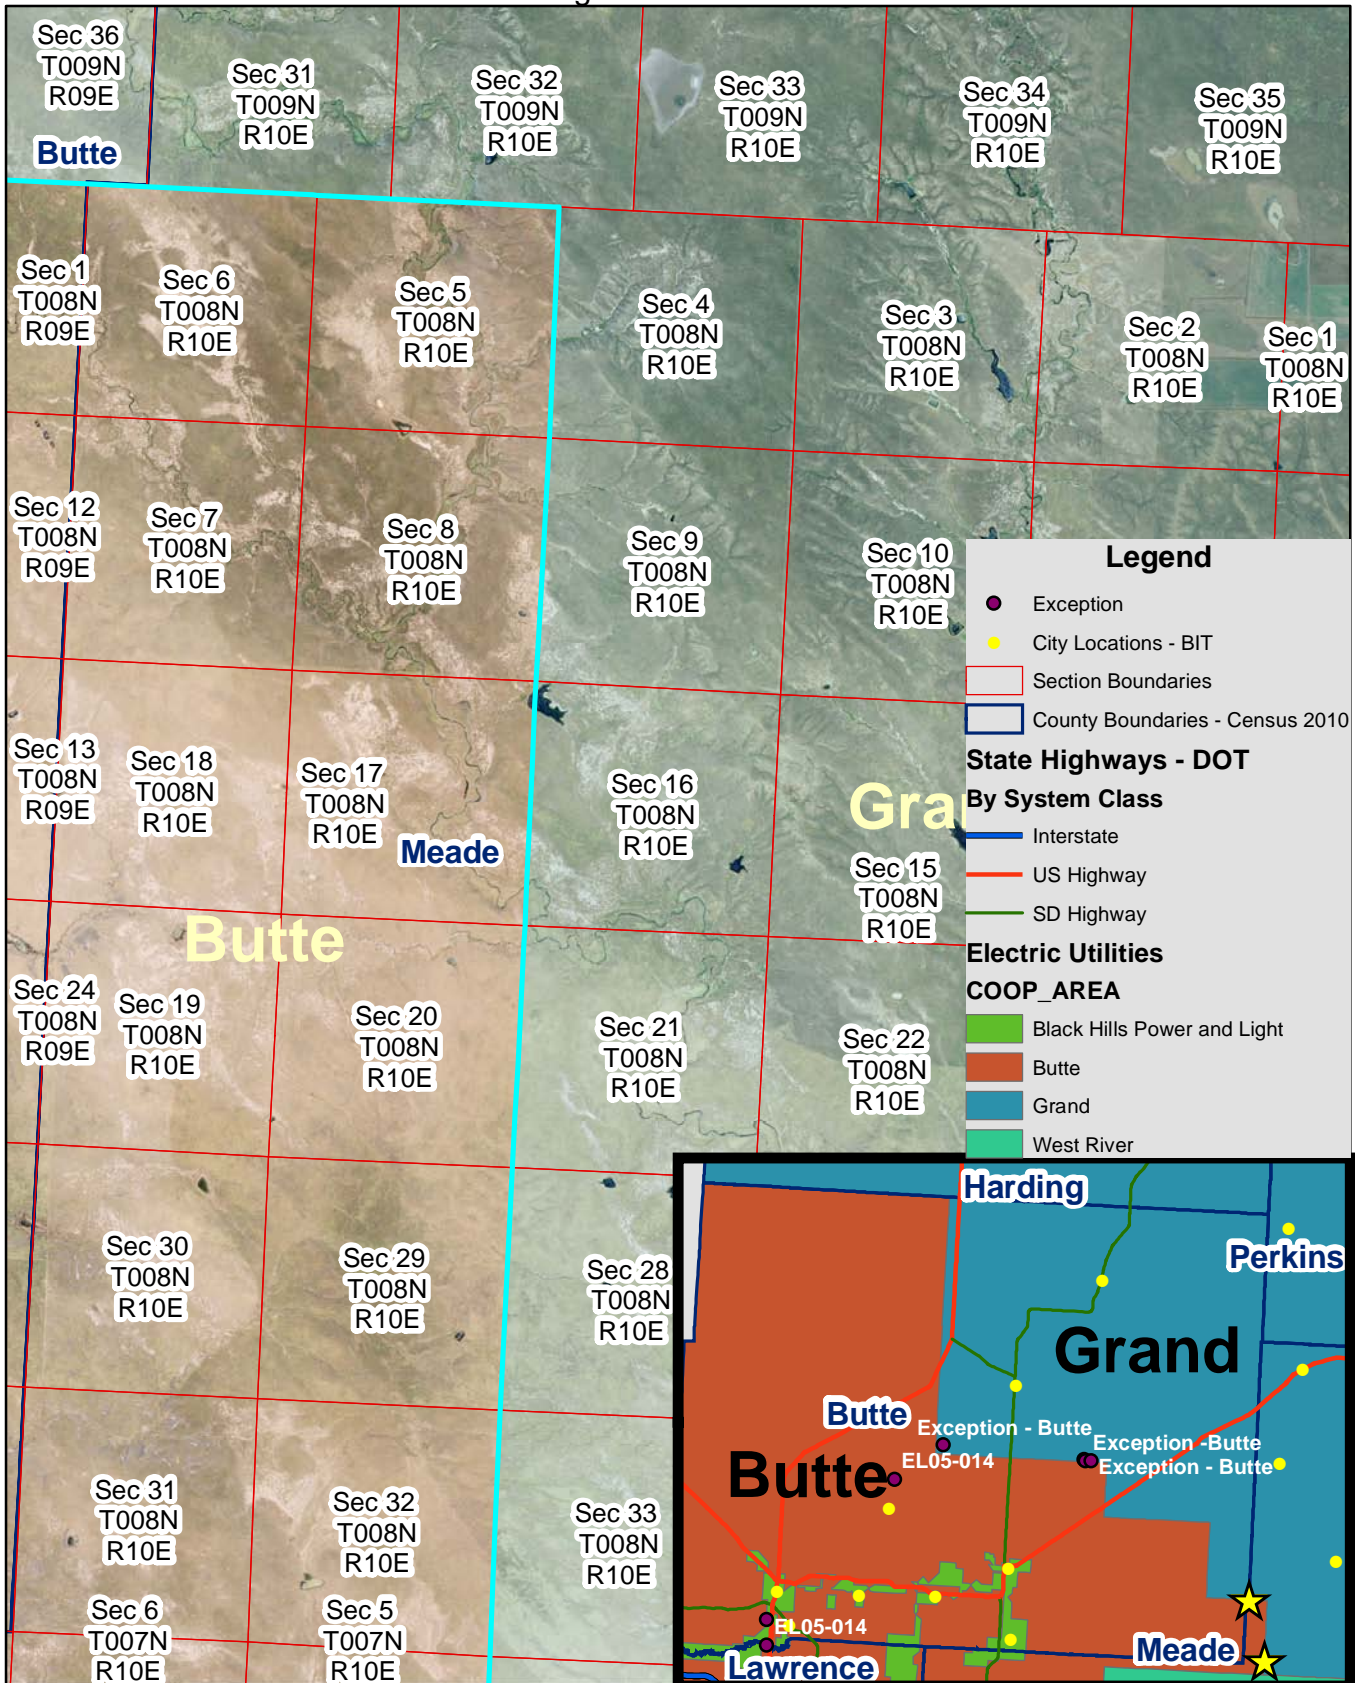 Sec 36
T009N
R09E
Sec 31
T009N
R10E
Sec 32
T009N
R10E
Sec 33
T009N
R10E
Sec 34
T009N
R10E
Sec 35
T009N
R10E
Butte
Sec 1
T008N
R09E
Sec 6
T008N
R10E
Sec 5
T008N
R10E
Sec 4
T008N
R10E
Sec 3
T008N
R10E
Sec 2
T008N
R10E
Sec 1
T008N
R10E
Sec 12
T008N
R09E
Sec 7
T008N
R10E
Sec 8
T008N
R10E
Sec 9
T008N
R10E
Sec 10
T008N
R10E
Sec 13
T008N
R09E
Sec 18
T008N
R10E
Sec 17
T008N
R10E
Meade
Sec 16
T008N
R10E
Gra
Sec 15
T008N
R10E
Butte
Sec 24
T008N
R09E
Sec 19
T008N
R10E
Sec 20
T008N
R10E
Sec 21
T008N
R10E
Sec 22
T008N
R10E
Sec 30
T008N
R10E
Sec 29
T008N
R10E
Sec 28
T008N
R10E
Sec 31
T008N
R10E
Sec 32
T008N
R10E
Sec 33
T008N
R10E
Sec 6
T007N
R10E
Sec 5
T007N
R10E
Legend
Exception
City Locations - BIT
Section Boundaries
County Boundaries - Census 2010
State Highways - DOT
By System Class
Interstate
US Highway
SD Highway
Electric Utilities
COOP_AREA
Black Hills Power and Light
Butte
Grand
West River
Harding
Perkins
Grand
Butte
Exception - Butte
Exception -Butte
EL05-014
Exception - Butte
Butte
EL05-014
Meade
Lawrence